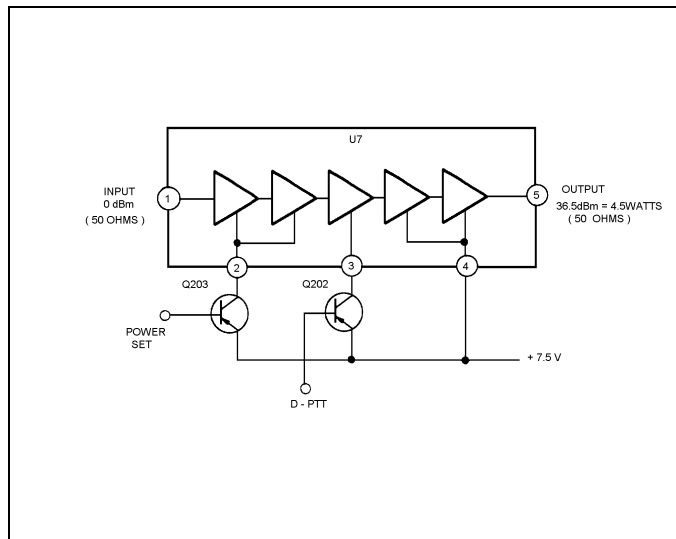 U7
INPUT
0 dBm
( 50 OHMS )
1
5
OUTPUT
36.5dBm = 4.5WATTS
( 50 OHMS )
2
3
4
Q203
Q202
POWER
SET
+ 7.5 V
D - PTT